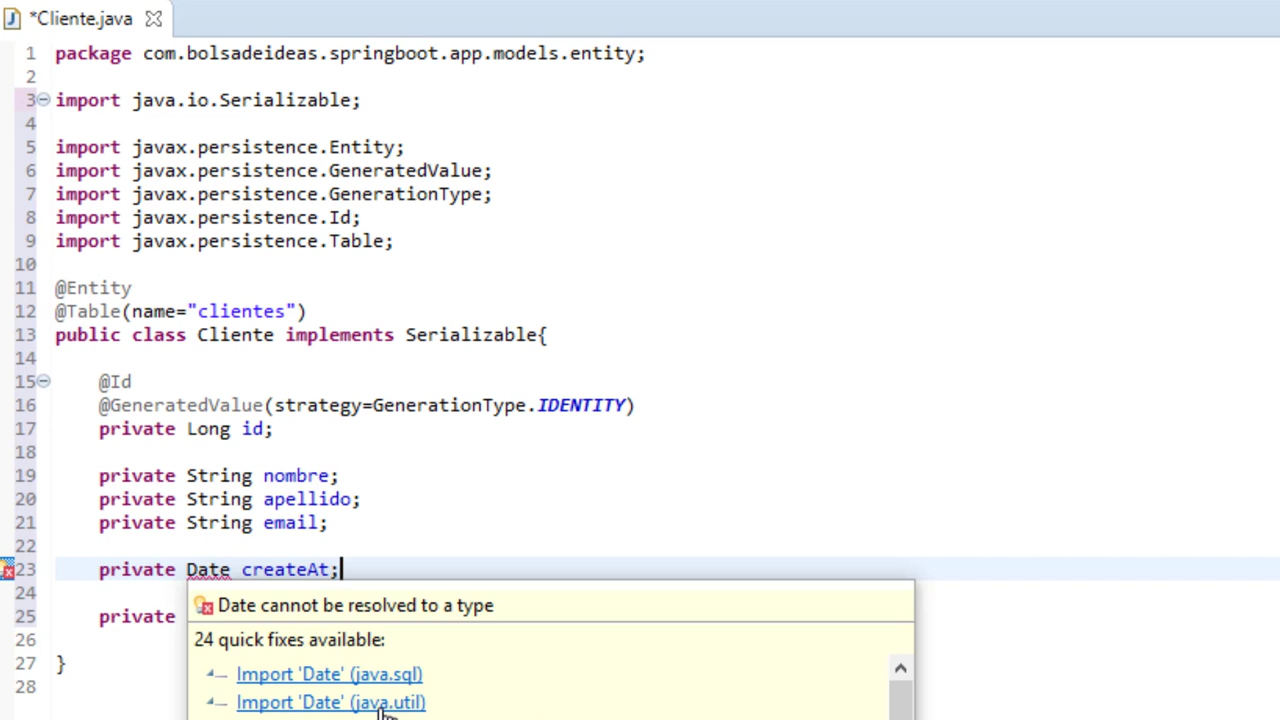 *Cliente.java
1 package com.bolsadeideas.springboot.app.models.entity;
2
3 import java.io.Serializable;
4
5 import javax.persistence.Entity;
6 import javax.persistence.GeneratedValue;
7 import javax.persistence.GenerationType;
8 import javax.persistence.Id;
9 import javax.persistence.Table;
10
11 @Entity
12 @Table(name="clientes")
13 public class Cliente implements Serializable{
14
15 @Id
16 @GeneratedValue(strategy=GenerationType.IDENTITY)
17 private Long id;
18
19 private String nombre;
20 private String apellido;
21 private String email;
22
23 private Date createAt;
24
Date cannot be resolved to a type
25 private
24 quick fixes available:
26
27 }
Import 'Date' (java.sql)
28
Import 'Date' (java.util)